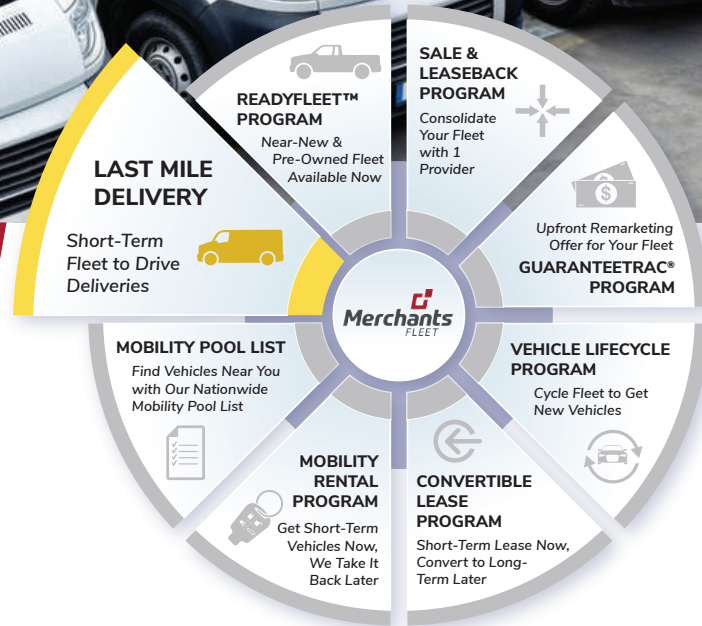 LAST MILE
DELIVERY
Short-Term
Fleet to Drive
Deliveries
READYFLEET™
PROGRAM
Near-New &
Pre-Owned Fleet
Available Now
SALE &
LEASEBACK
PROGRAM
Consolidate
Your Fleet
with 1
Provider
$
Upfront Remarketing
Offer for Your Fleet
GUARANTEETRAC®
PROGRAM
VEHICLE LIFECYCLE
PROGRAM
Cycle Fleet to Get
New Vehicles
CONVERTIBLE
LEASE
PROGRAM
Short-Term Lease Now,
Convert to Long-
Term Later
MOBILITY
RENTAL
PROGRAM
Get Short-Term
Vehicles Now,
We Take It
Back Later
MOBILITY POOL LIST
Find Vehicles Near You
with Our Nationwide
Mobility Pool List
Merchants
FLEET